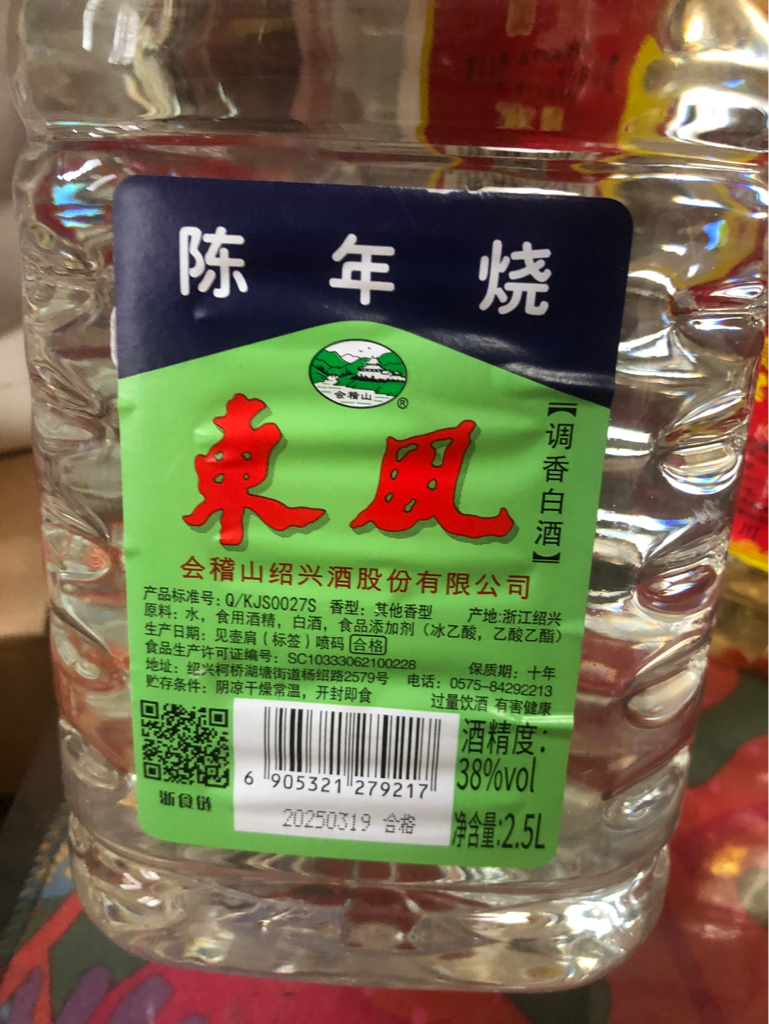 陈年烧
会稽山
®
東風
【调香白酒】
会稽山绍兴酒股份有限公司
产品标准号：Q/KJS0027S 香型：其他香型 产地：浙江绍兴
原料：水，食用酒精，白酒，食品添加剂（冰乙酸，乙酸乙酯）
生产日期：见壶肩（标签）喷码 合格
食品生产许可证编号：SC10333062100228 保质期：十年
地址：绍兴柯桥湖塘街道杨绍路2579号 电话：0575-84292213
贮存条件：阴凉干燥常温，开封即食 过量饮酒 有害健康
浙食链
6 905321 279217
20250319 合格
酒精度：
38%vol
净含量：2.5L